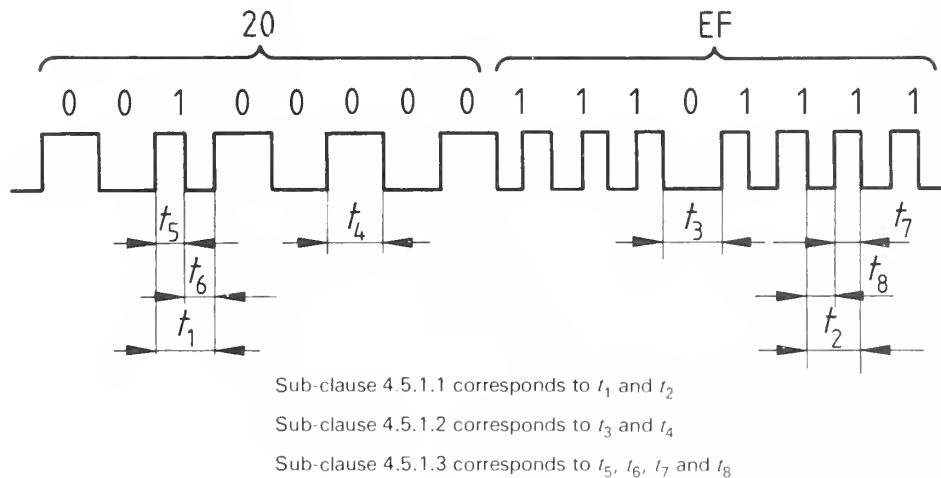 20 EF
0 0 1 0 0 0 0 0 1 1 1 0 1 1 1 1
t5 t4 t3 t7
t6 t8
t1 t2
Sub-clause 4.5.1.1 corresponds to t1 and t2
Sub-clause 4.5.1.2 corresponds to t3 and t4
Sub-clause 4.5.1.3 corresponds to t5, t6, t7 and t8